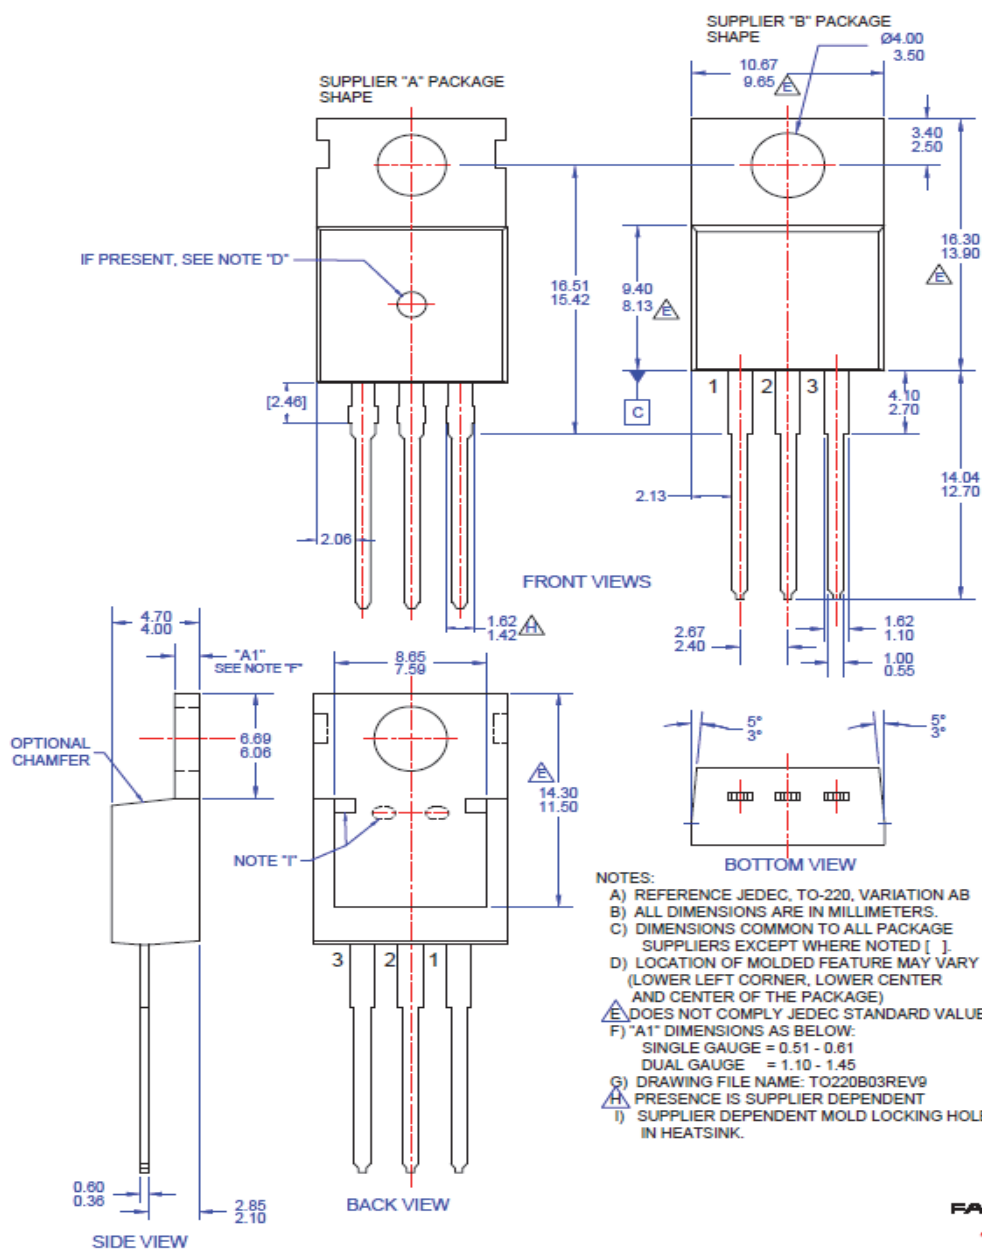 SUPPLIER "B" PACKAGE
SHAPE
Ø4.00
3.50
10.67
9.65 E
SUPPLIER "A" PACKAGE
SHAPE
3.40
2.50
IF PRESENT, SEE NOTE "D"
16.51
15.42
9.40
8.13 E
16.30
13.90
E
[2.46]
C
1 2 3
4.10
2.70
2.13
14.04
12.70
2.06
FRONT VIEWS
1.62
1.42 H
2.67
2.40
1.62
1.10
1.00
0.55
4.70
4.00
"A1"
SEE NOTE "F"
8.65
7.59
OPTIONAL
CHAMFER
6.69
6.06
E
14.30
11.50
5°
3°
5°
3°
NOTE "I"
BOTTOM VIEW
3 2 1
0.60
0.36
2.85
2.10
SIDE VIEW
BACK VIEW
NOTES:
A) REFERENCE JEDEC, TO-220, VARIATION AB
B) ALL DIMENSIONS ARE IN MILLIMETERS.
C) DIMENSIONS COMMON TO ALL PACKAGE
SUPPLIERS EXCEPT WHERE NOTED [ ].
D) LOCATION OF MOLDED FEATURE MAY VARY
(LOWER LEFT CORNER, LOWER CENTER
AND CENTER OF THE PACKAGE)
E DOES NOT COMPLY JEDEC STANDARD VALUE
F) "A1" DIMENSIONS AS BELOW:
SINGLE GAUGE = 0.51 - 0.61
DUAL GAUGE = 1.10 - 1.45
G) DRAWING FILE NAME: TO220B03REV9
H PRESENCE IS SUPPLIER DEPENDENT
I) SUPPLIER DEPENDENT MOLD LOCKING HOLE
IN HEATSINK.